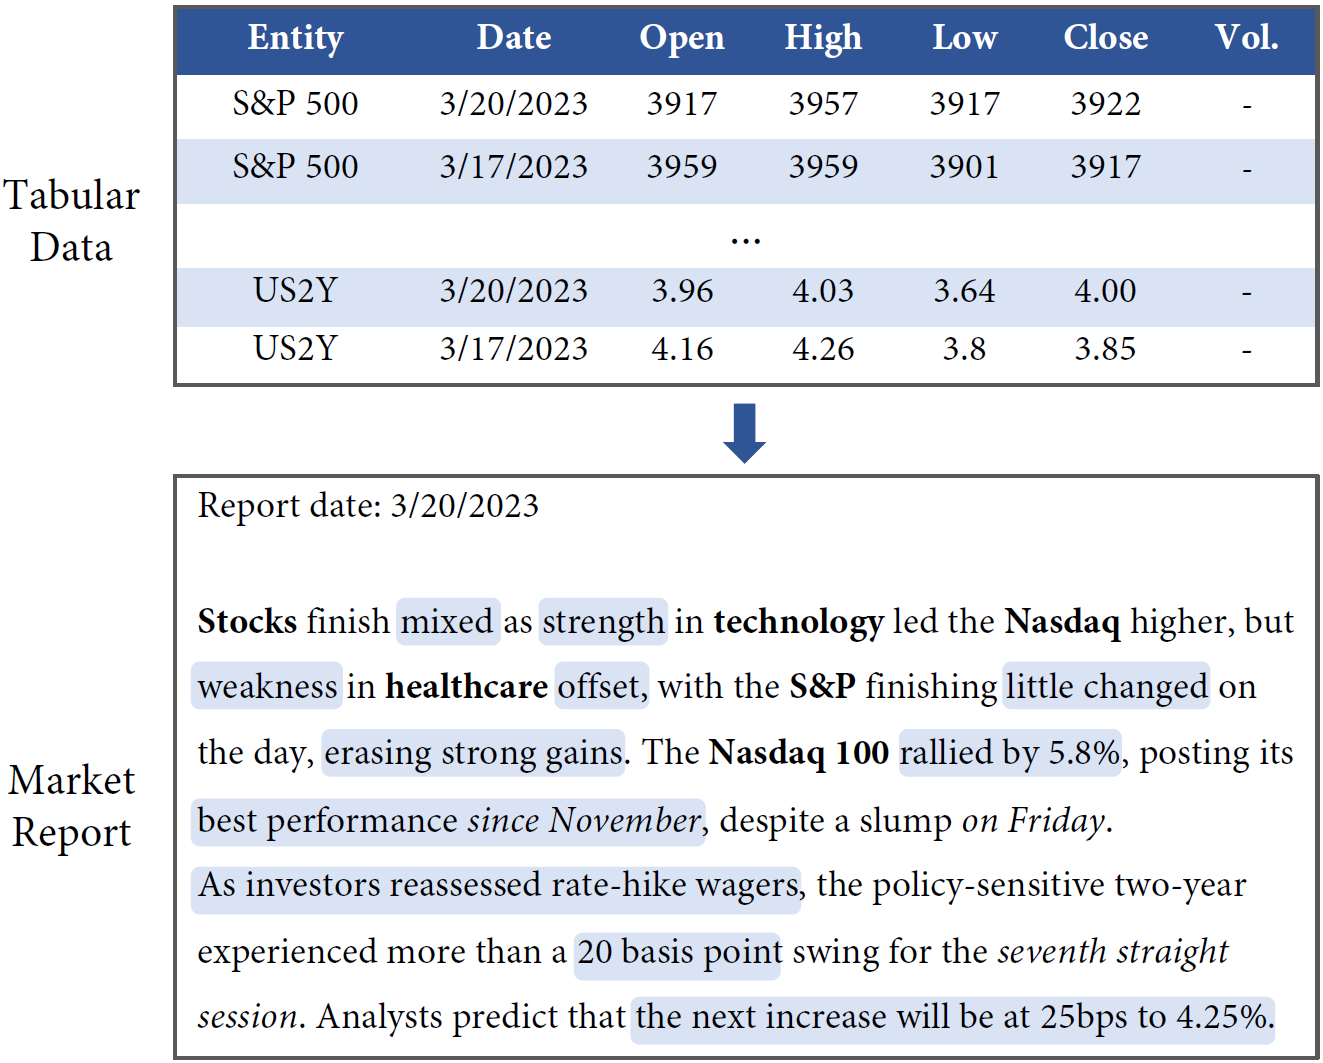 Entity Date Open High Low Close Vol.
S&P 500 3/20/2023 3917 3957 3917 3922 -
S&P 500 3/17/2023 3959 3959 3901 3917 -
...
US2Y 3/20/2023 3.96 4.03 3.64 4.00 -
US2Y 3/17/2023 4.16 4.26 3.8 3.85 -
Tabular
Data
Report date: 3/20/2023
Stocks finish mixed as strength in technology led the Nasdaq higher, but
weakness in healthcare offset, with the S&P finishing little changed on
the day, erasing strong gains. The Nasdaq 100 rallied by 5.8%, posting its
best performance since November, despite a slump on Friday.
As investors reassessed rate-hike wagers, the policy-sensitive two-year
experienced more than a 20 basis point swing for the seventh straight
session. Analysts predict that the next increase will be at 25bps to 4.25%.
Market
Report